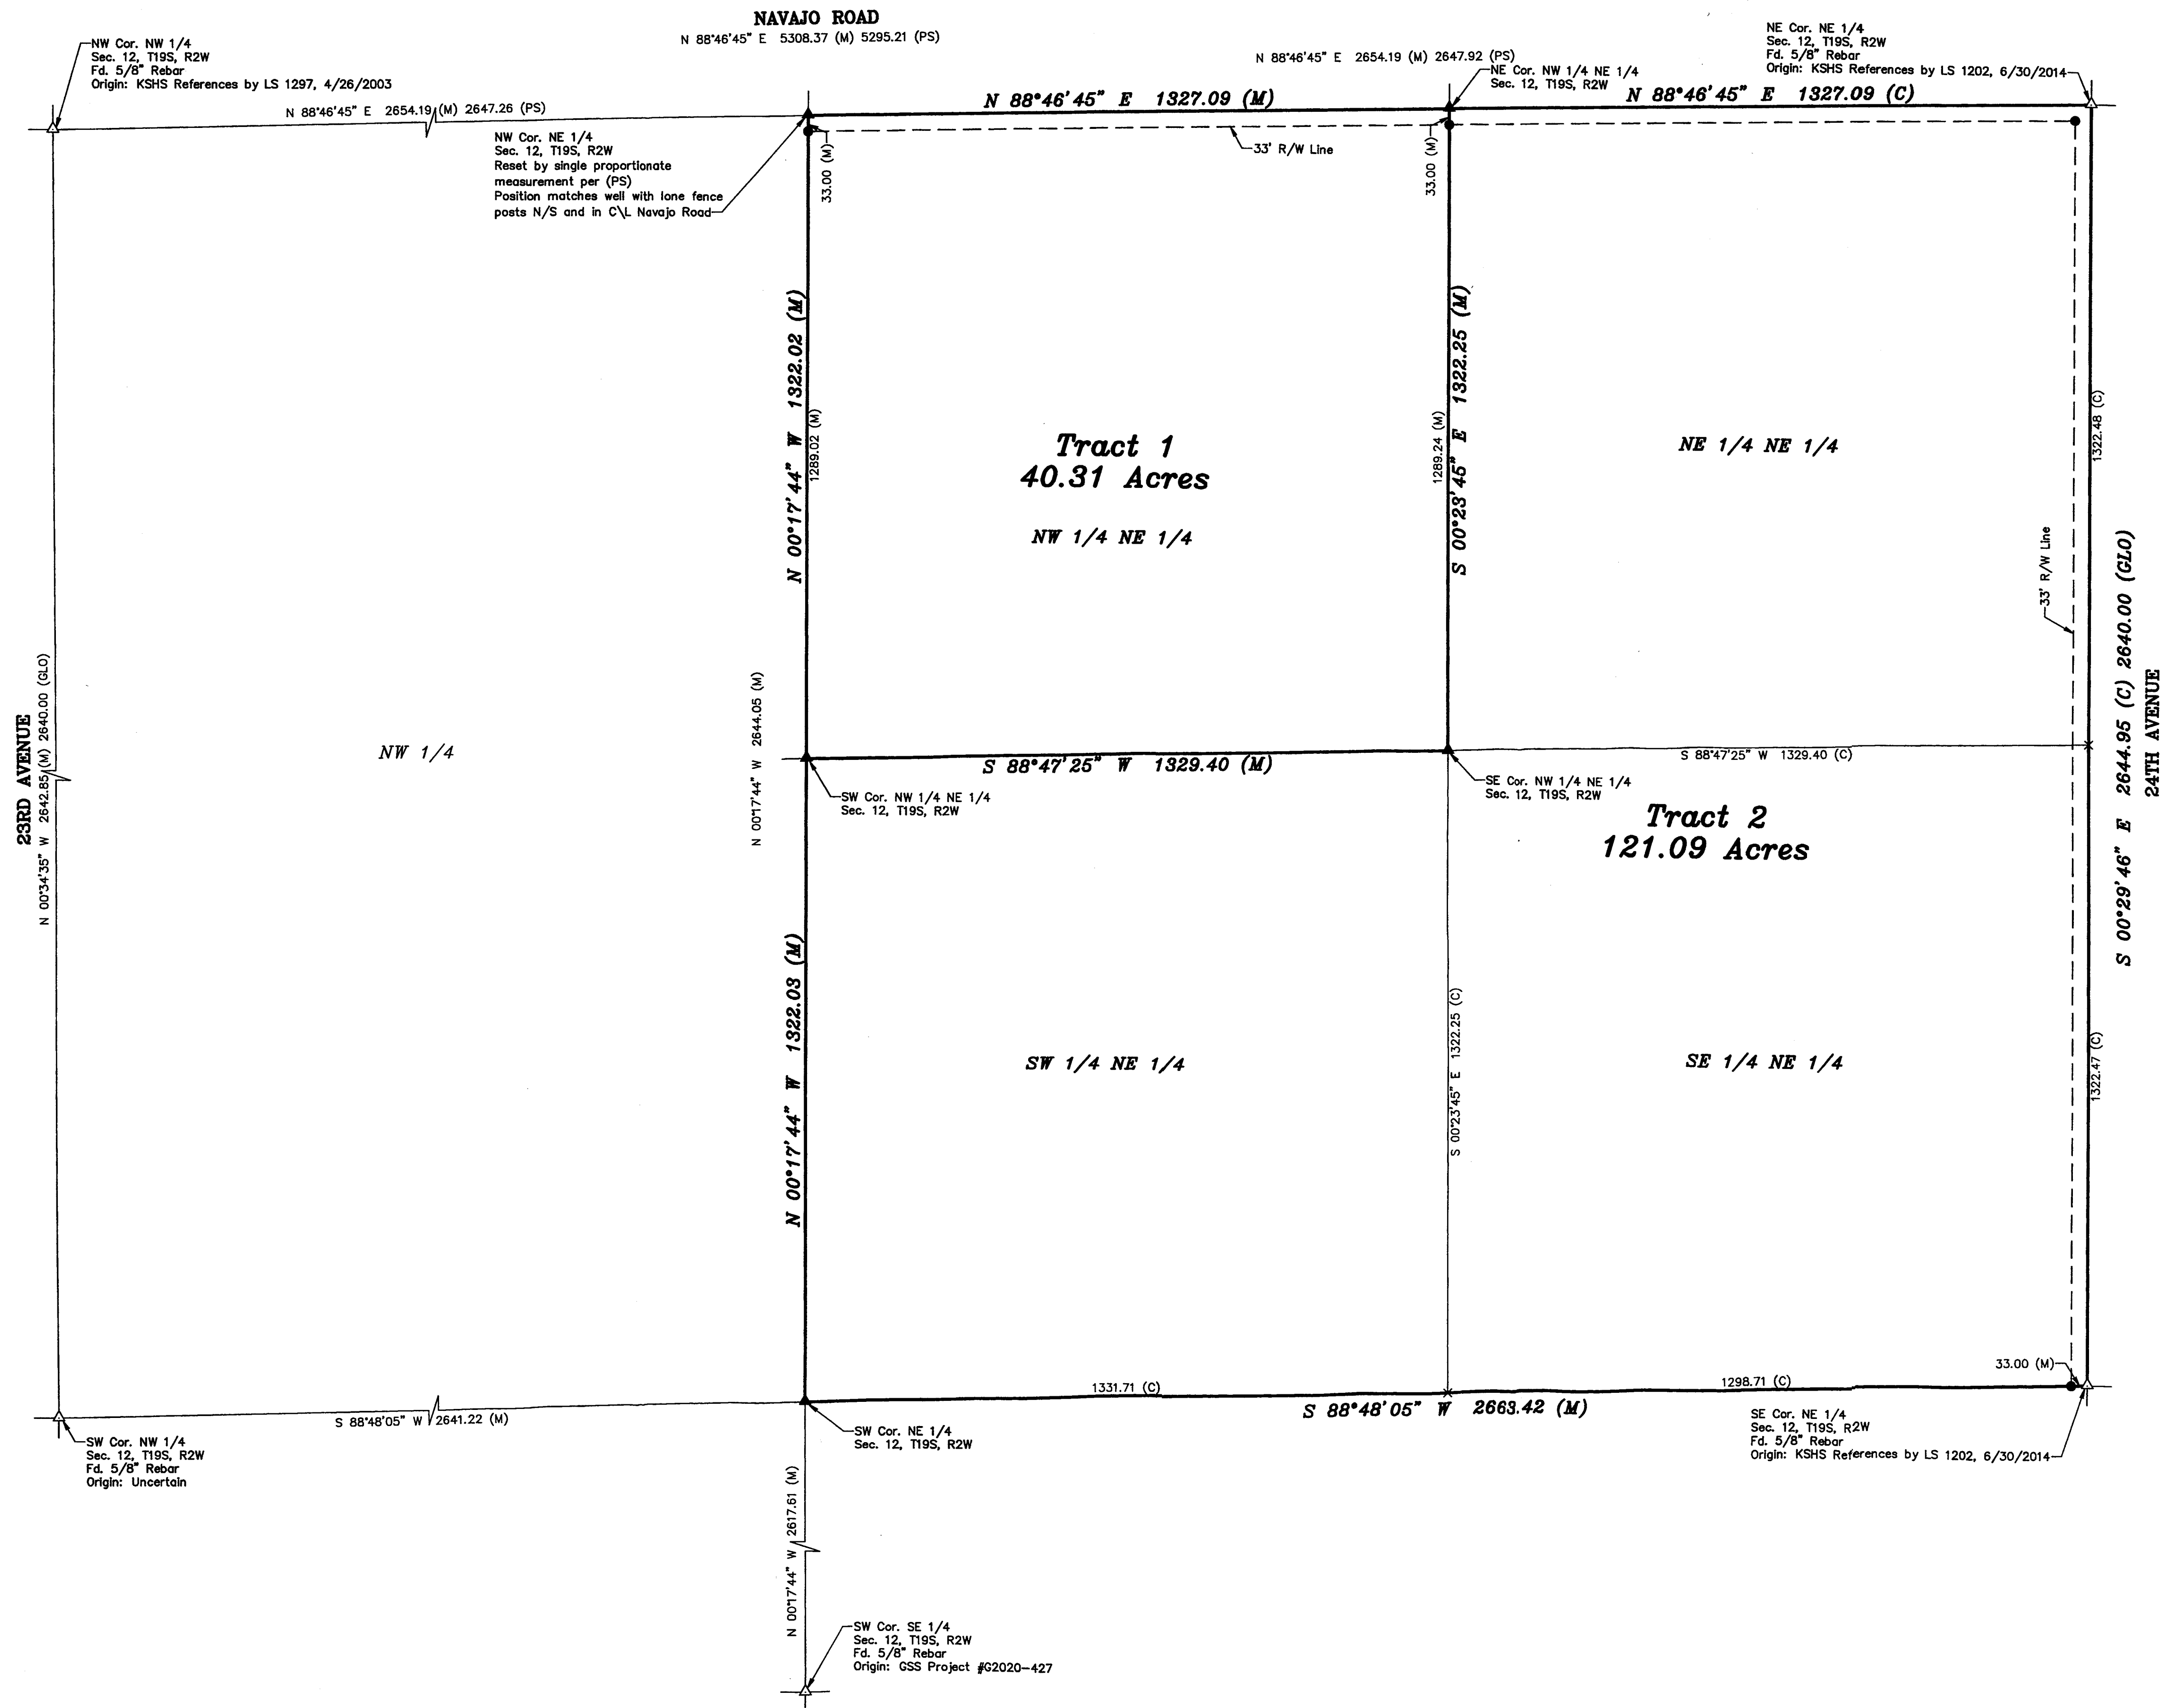 NAVAJO ROAD
N 88°46'45" E 5308.37 (M) 5295.21 (PS)
NW Cor. NW 1/4
Sec. 12, T19S, R2W
Fd. 5/8" Rebar
Origin: KSHS References by LS 1297, 4/26/2003
N 88°46'45" E 2654.19 (M) 2647.26 (PS)
N 88°46'45" E 2654.19 (M) 2647.92 (PS)
NE Cor. NW 1/4 NE 1/4
Sec. 12, T19S, R2W
NE Cor. NE 1/4
Sec. 12, T19S, R2W
Fd. 5/8" Rebar
Origin: KSHS References by LS 1202, 6/30/2014
N 88°46'45" E 1327.09 (M)
N 88°46'45" E 1327.09 (C)
NW Cor. NE 1/4
Sec. 12, T19S, R2W
Reset by single proportionate
measurement per (PS)
Position matches well with lone fence
posts N/S and in C\L Navajo Road
33.00 (M)
33' R/W Line
33.00 (M)
N 00°17'44" W 1322.02 (M)
1289.02 (M)
Tract 1
40.31 Acres
NW 1/4 NE 1/4
1289.24 (M)
S 00°23'45" E 1322.25 (M)
NE 1/4 NE 1/4
1322.48 (C)
33' R/W Line
S 00°29'46" E 2644.95 (C) 2640.00 (GLO)
24TH AVENUE
23RD AVENUE
N 00°34'35" W 2642.85 (M) 2640.00 (GLO)
NW 1/4
N 00°17'44" W 2644.05 (M)
S 88°47'25" W 1329.40 (M)
S 88°47'25" W 1329.40 (C)
SW Cor. NW 1/4 NE 1/4
Sec. 12, T19S, R2W
SE Cor. NW 1/4 NE 1/4
Sec. 12, T19S, R2W
Tract 2
121.09 Acres
N 00°17'44" W 1322.03 (M)
SW 1/4 NE 1/4
S 00°23'45" E 1322.25 (C)
SE 1/4 NE 1/4
1322.47 (C)
33.00 (M)
1331.71 (C)
1298.71 (C)
S 88°48'05" W 2663.42 (M)
S 88°48'05" W 2641.22 (M)
SW Cor. NW 1/4
Sec. 12, T19S, R2W
Fd. 5/8" Rebar
Origin: Uncertain
SW Cor. NE 1/4
Sec. 12, T19S, R2W
SE Cor. NE 1/4
Sec. 12, T19S, R2W
Fd. 5/8" Rebar
Origin: KSHS References by LS 1202, 6/30/2014
N 00°17'44" W 2617.61 (M)
SW Cor. SE 1/4
Sec. 12, T19S, R2W
Fd. 5/8" Rebar
Origin: GSS Project #G2020-427